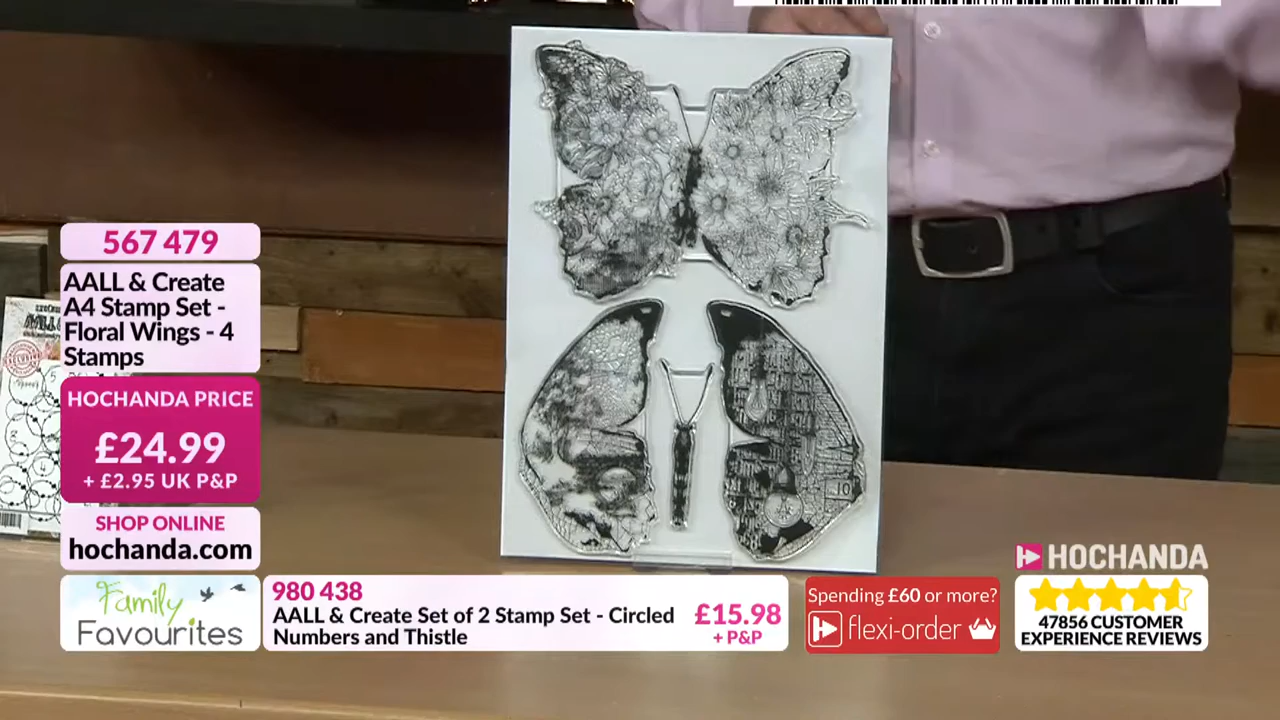 567 479
AALL & Create
A4 Stamp Set -
Floral Wings - 4
Stamps
HOCHANDA PRICE
£24.99
+ £2.95 UK P&P
SHOP ONLINE
hochanda.com
Family
Favourites
980 438
AALL & Create Set of 2 Stamp Set - Circled
Numbers and Thistle
£15.98
+ P&P
Spending £60 or more?
flexi-order
HOCHANDA
47856 CUSTOMER
EXPERIENCE REVIEWS
10